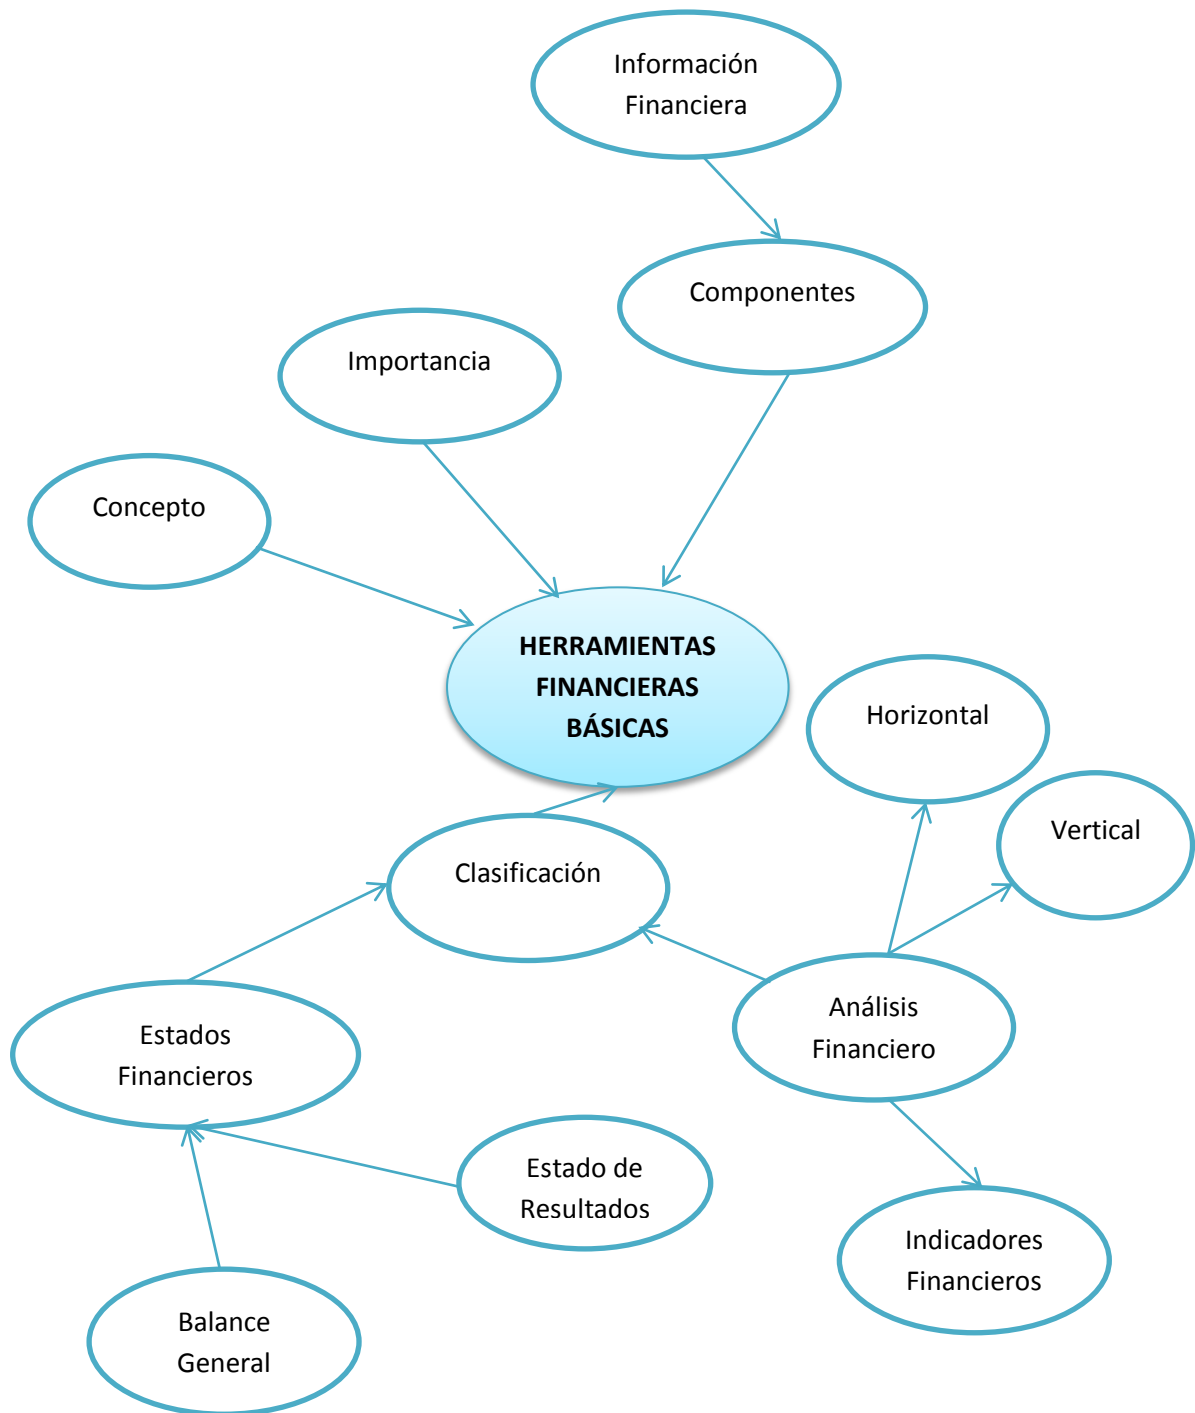 Información
Financiera
Componentes
Importancia
Concepto
HERRAMIENTAS
FINANCIERAS
BÁSICAS
Horizontal
Vertical
Clasificación
Análisis
Financiero
Estados
Financieros
Estado de
Resultados
Indicadores
Financieros
Balance
General